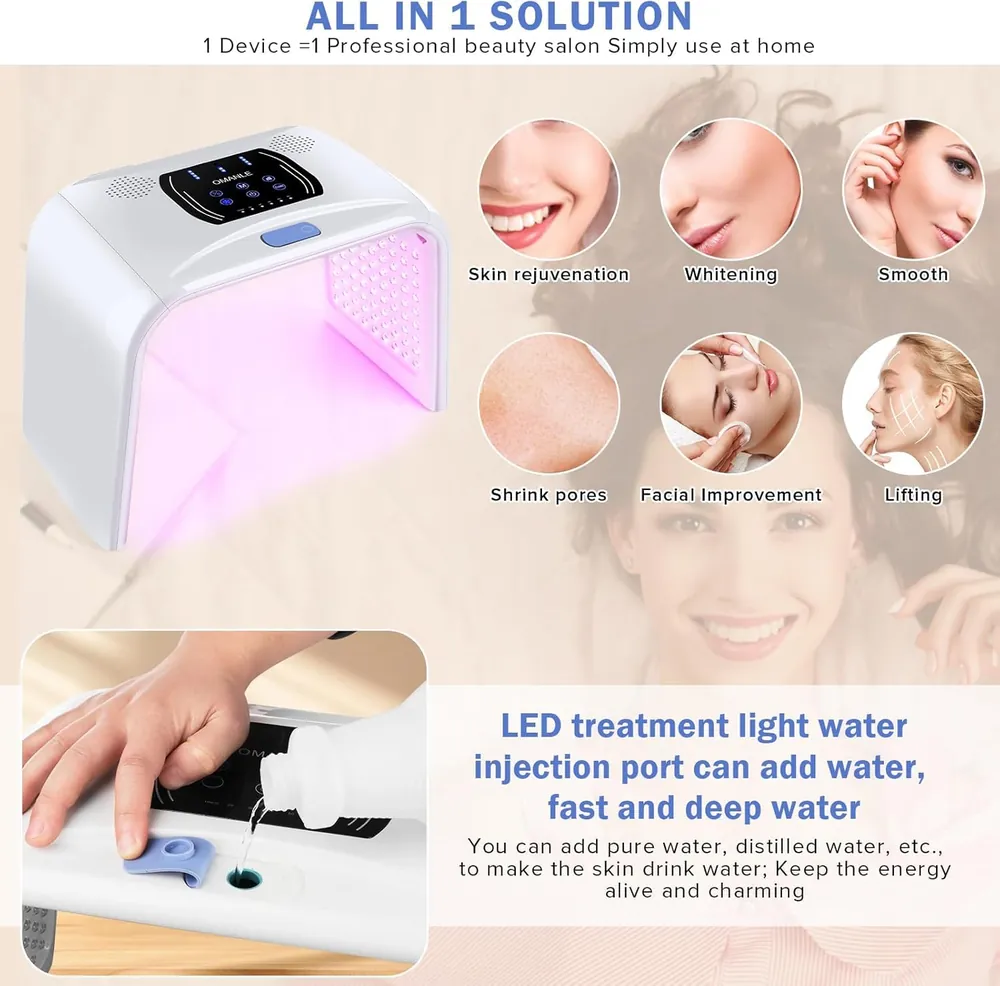 ALL IN 1 SOLUTION
1 Device =1 Professional beauty salon Simply use at home
OMANLE
Skin rejuvenation
Whitening
Smooth
Shrink pores
Facial Improvement
Lifting
OM
LED treatment light water
injection port can add water,
fast and deep water
You can add pure water, distilled water, etc.,
to make the skin drink water; Keep the energy
alive and charming